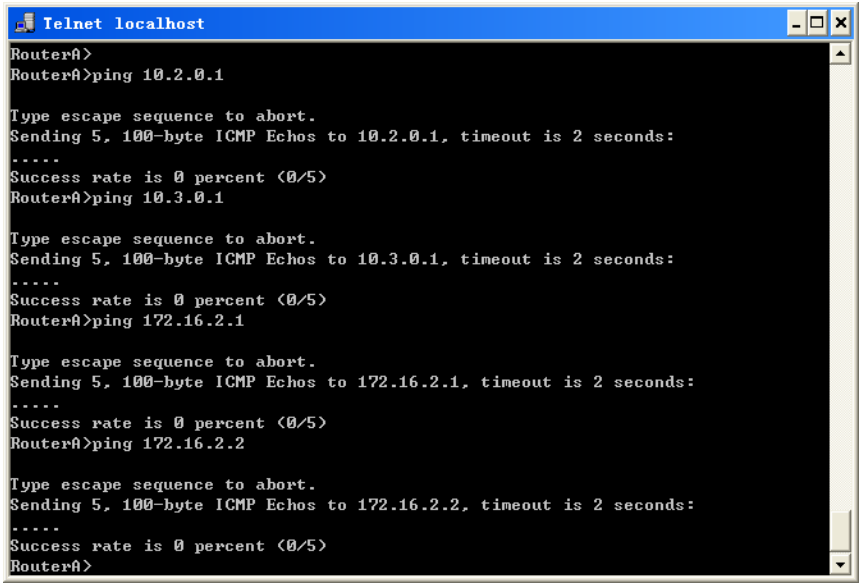 Telnet localhost
RouterA>
RouterA>ping 10.2.0.1
Type escape sequence to abort.
Sending 5, 100-byte ICMP Echos to 10.2.0.1, timeout is 2 seconds:
.....
Success rate is 0 percent (0/5)
RouterA>ping 10.3.0.1
Type escape sequence to abort.
Sending 5, 100-byte ICMP Echos to 10.3.0.1, timeout is 2 seconds:
.....
Success rate is 0 percent (0/5)
RouterA>ping 172.16.2.1
Type escape sequence to abort.
Sending 5, 100-byte ICMP Echos to 172.16.2.1, timeout is 2 seconds:
.....
Success rate is 0 percent (0/5)
RouterA>ping 172.16.2.2
Type escape sequence to abort.
Sending 5, 100-byte ICMP Echos to 172.16.2.2, timeout is 2 seconds:
.....
Success rate is 0 percent (0/5)
RouterA>